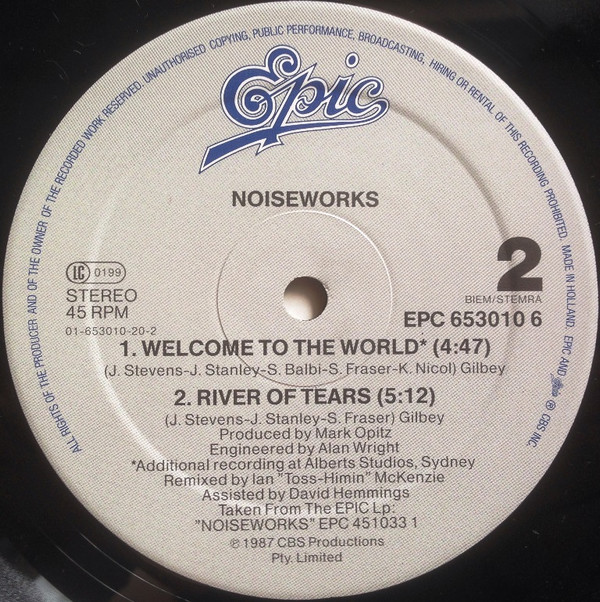 ALL RIGHTS OF THE PRODUCER AND OF THE OWNER OF THE RECORDED WORK RESERVED. UNAUTHORISED COPYING, PUBLIC PERFORMANCE, BROADCASTING, HIRING OR RENTAL OF THIS RECORDING PROHIBITED. MADE IN HOLLAND. EPIC AND ® CBS INC.
Epic
NOISEWORKS
LC 0199
STEREO
45 RPM
01-653010-20-2
2
BIEM/STEMRA
EPC 653010 6
1. WELCOME TO THE WORLD* (4:47)
(J. Stevens-J. Stanley-S. Balbi-S. Fraser-K. Nicol) Gilbey
2. RIVER OF TEARS (5:12)
(J. Stevens-J. Stanley-S. Fraser) Gilbey
Produced by Mark Opitz
Engineered by Alan Wright
*Additional recording at Alberts Studios, Sydney
Remixed by Ian "Toss-Himin" McKenzie
Assisted by David Hemmings
Taken From The EPIC Lp:
"NOISEWORKS" EPC 451033 1
℗ 1987 CBS Productions
Pty. Limited